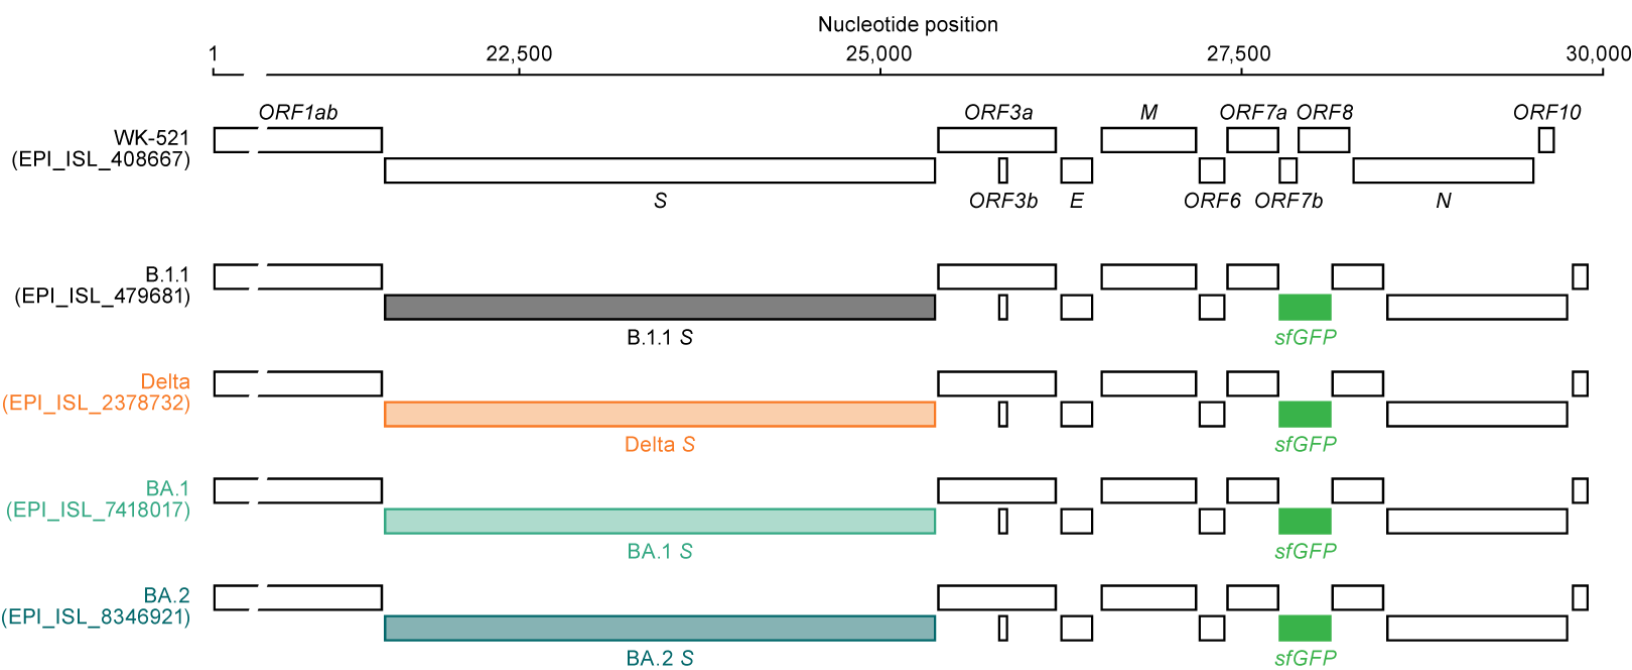 Nucleotide position
1 22,500 25,000 27,500 30,000
ORF1ab ORF3a M ORF7a ORF8 ORF10
WK-521
(EPI_ISL_408667)
S ORF3b E ORF6 ORF7b N
B.1.1
(EPI_ISL_479681)
B.1.1 S sfGFP
Delta
(EPI_ISL_2378732)
Delta S sfGFP
BA.1
(EPI_ISL_7418017)
BA.1 S sfGFP
BA.2
(EPI_ISL_8346921)
BA.2 S sfGFP